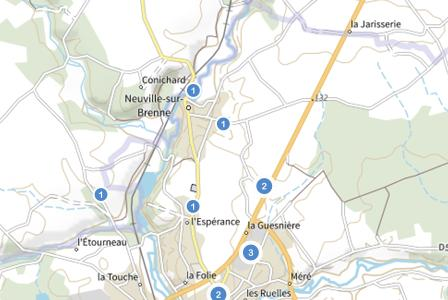 la Jarisserie
Conichard
1
Neuville-sur-
Brenne
132
1
1
2
1
l'Espérance
la Guesnière
l'Étourneau
3
D5
la Touche
la Folie
Méré
2
les Ruelles